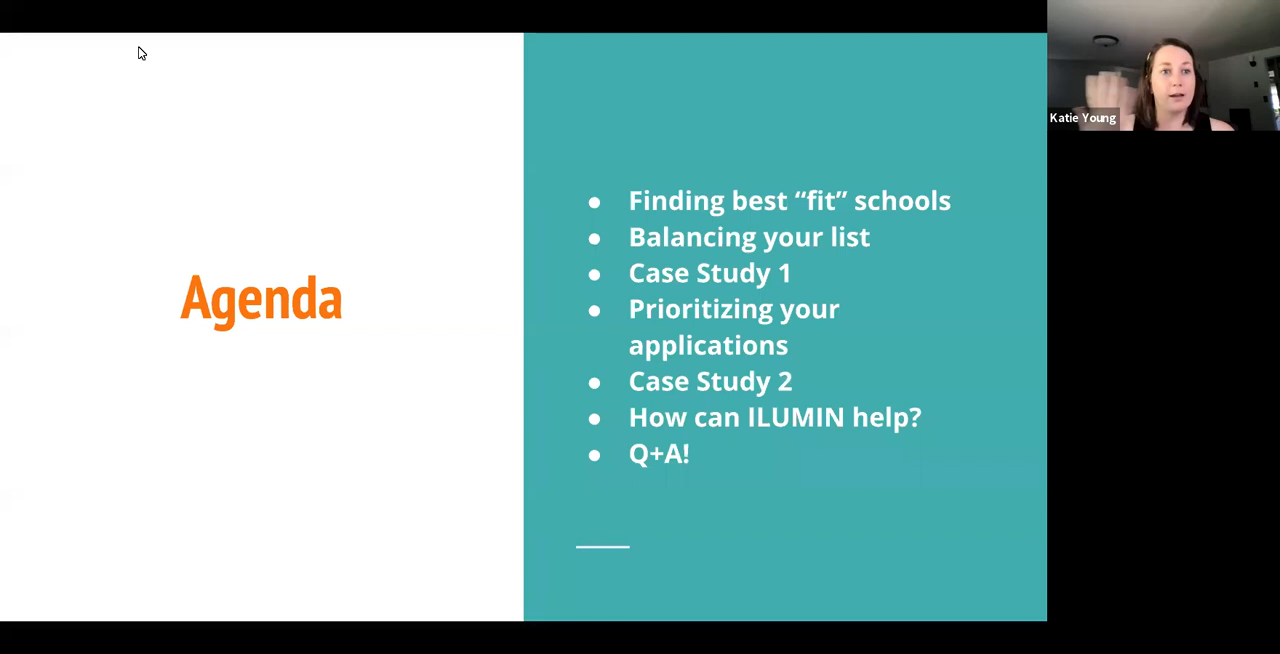 Katie Young
Agenda
● Finding best “fit” schools
● Balancing your list
● Case Study 1
● Prioritizing your
applications
● Case Study 2
● How can ILUMIN help?
● Q+A!